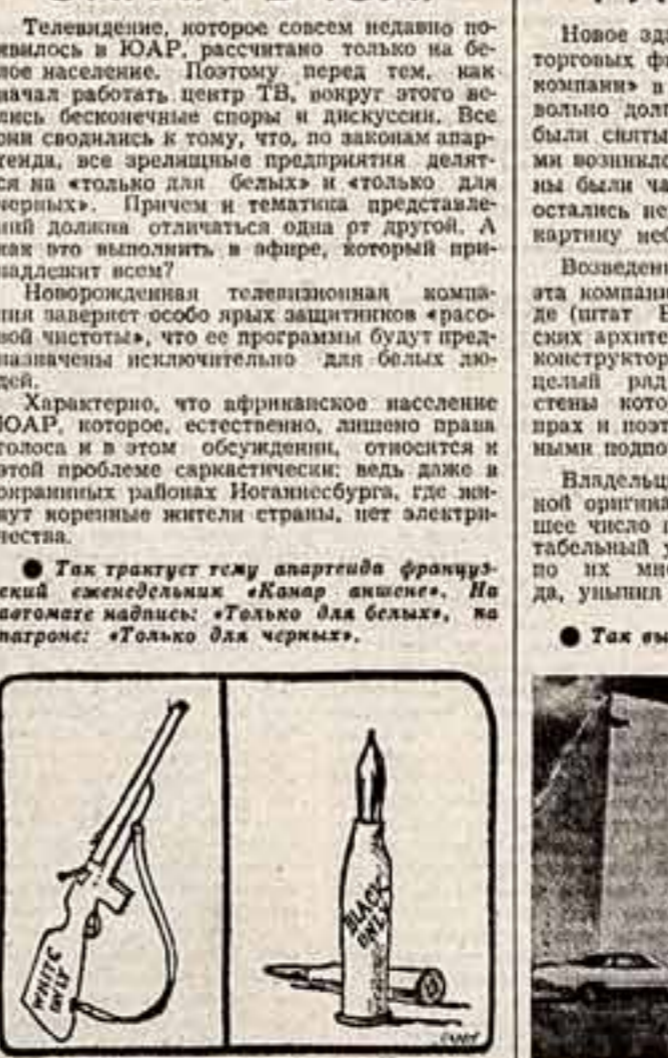 Телевидение, которое совсем недавно по-
явилось в ЮАР, рассчитано только на бе-
лое население. Поэтому перед тем, как
начал работать центр ТВ, вокруг этого ве-
лись бесконечные споры и дискуссии. Все
они сводились к тому, что, по законам апар-
теида, все зрелищные предприятия делят-
ся на «только для белых» и «только для
черных». Причем и тематика представле-
ний должна отличаться одна от другой. А
как это выполнить в эфире, который при-
надлежит всем?
Новорожденная телевизионная компа-
ния заверяет особо ярых защитников «расо-
вой чистоты», что ее программы будут пред-
назначены исключительно для белых лю-
дей.
Характерно, что африканское население
ЮАР, которое, естественно, лишено права
голоса и в этом обсуждении, относится к
этой проблеме саркастически: ведь даже в
окраинных районах Иоганнесбурга, где жи-
вут коренные жители страны, нет электри-
чества.
● Так трактует тему апартеида француз-
ский еженедельник «Канар аншене». На
автомате надпись: «Только для белых», на
патроне: «Только для черных».
WHITE
ONLY
BLACK
ONLY
Новое зда
торговых ф
компани» в
вольно дол
были сняты
ми возникло
ны были ча
остались не
картину неб
Возведен
эта компани
де (штат
ских архите
конструктор
целый ряд
стены кото
прах и поэт
ными подпо
Владельц
ной оригина
шее число п
табельный
по их мн
да, уныния
● Так вы